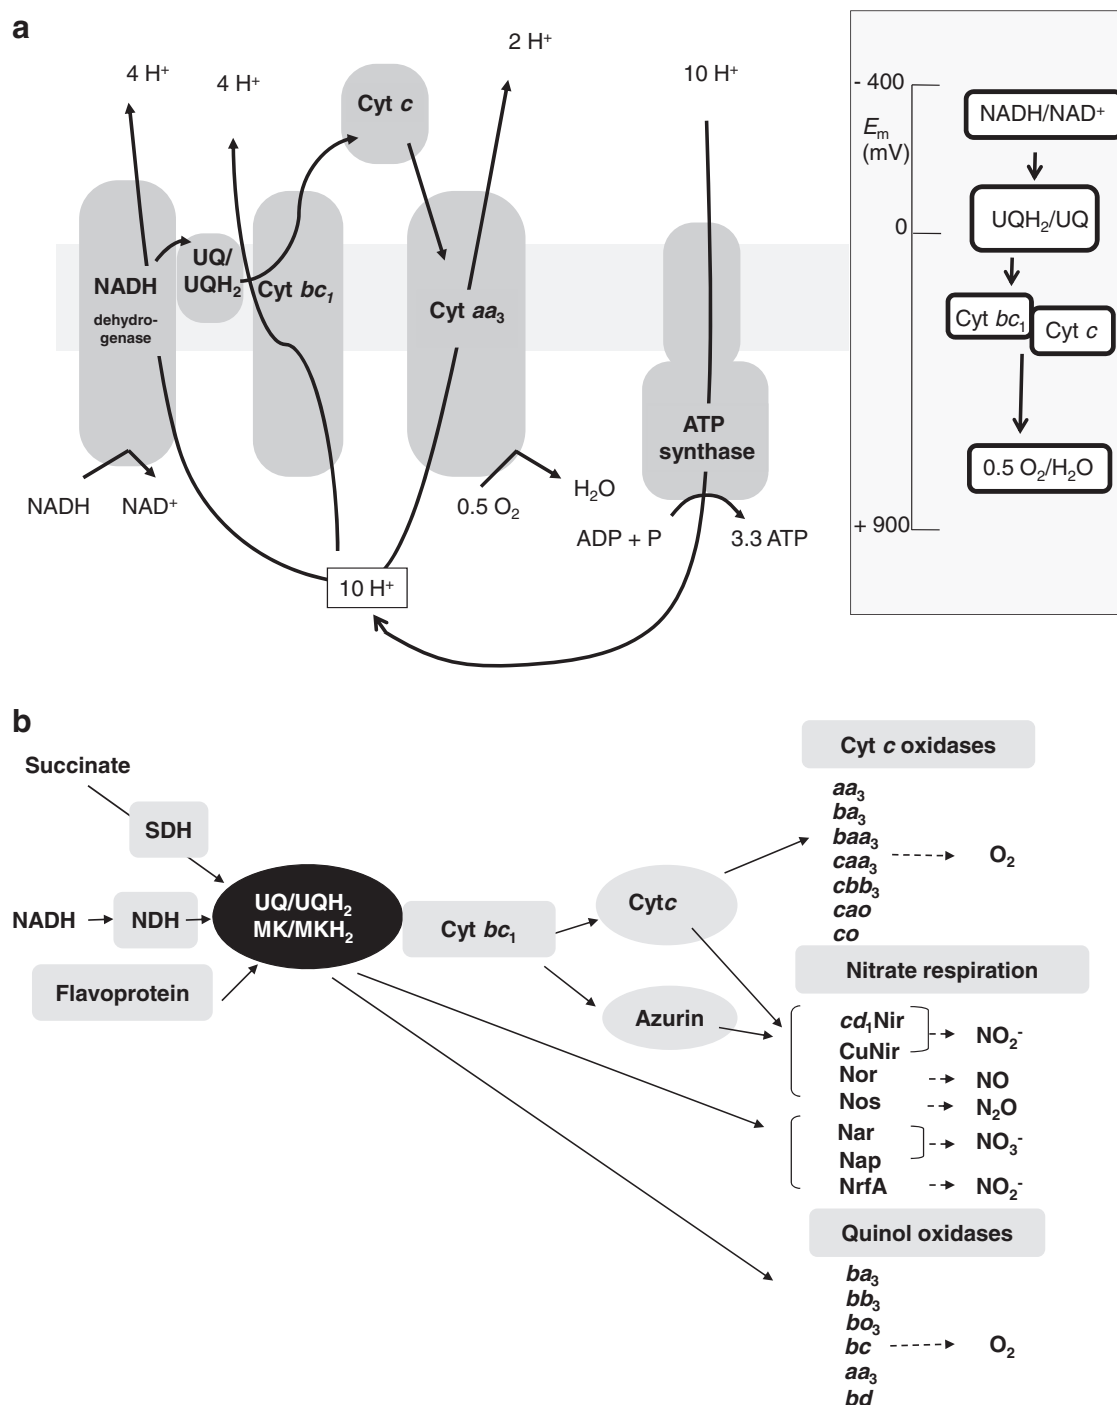 a
4 H⁺
4 H⁺
Cyt c
2 H⁺
10 H⁺
NADH
dehydro-
genase
UQ/
UQH₂
Cyt bc₁
Cyt aa₃
ATP
synthase
NADH
NAD⁺
0.5 O₂
H₂O
ADP + P
3.3 ATP
10 H⁺
- 400
Eₘ
(mV)
0
+ 900
NADH/NAD⁺
UQH₂/UQ
Cyt bc₁
Cyt c
0.5 O₂/H₂O
b
Succinate
SDH
NADH
NDH
Flavoprotein
UQ/UQH₂
MK/MKH₂
Cyt bc₁
Cytc
Azurin
Cyt c oxidases
aa₃
ba₃
baa₃
caa₃
cbb₃
cao
co
O₂
Nitrate respiration
cd₁Nir
CuNir
NO₂⁻
Nor
NO
Nos
N₂O
Nar
Nap
NO₃⁻
NrfA
NO₂⁻
Quinol oxidases
ba₃
bb₃
bo₃
bc
aa₃
bd
O₂